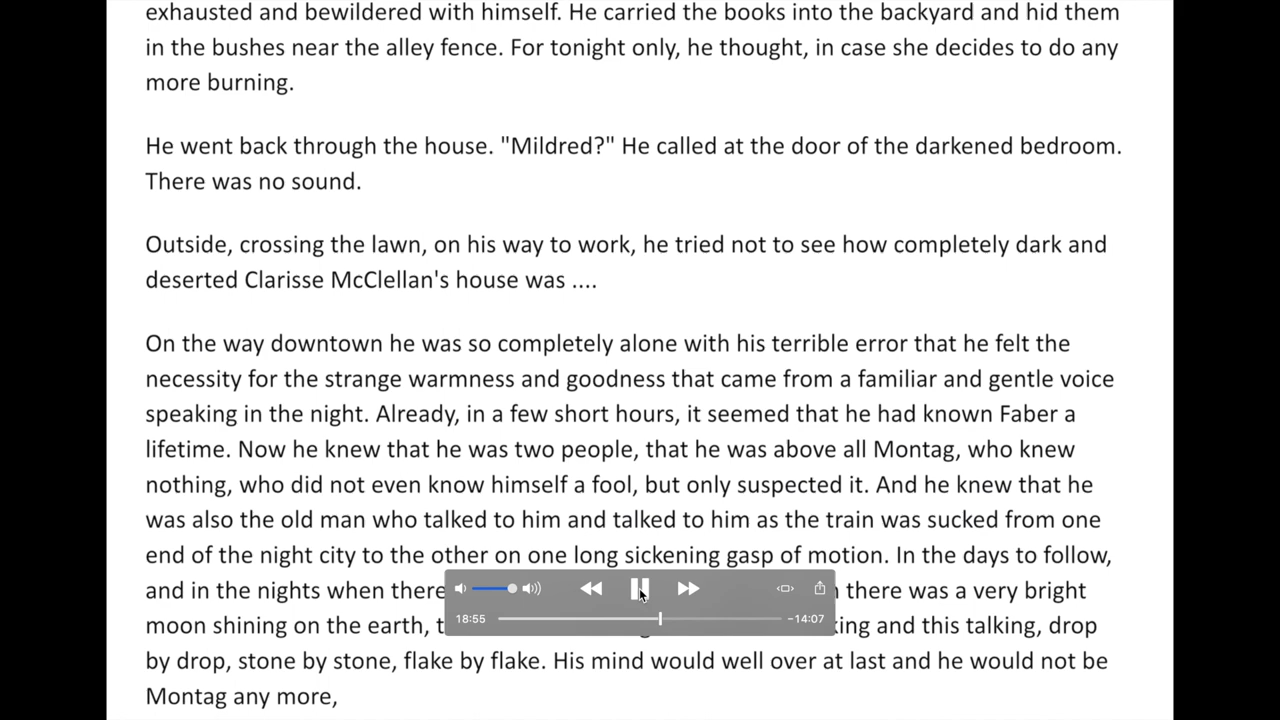 exhausted and bewildered with himself. He carried the books into the backyard and hid them
in the bushes near the alley fence. For tonight only, he thought, in case she decides to do any
more burning.
He went back through the house. "Mildred?" He called at the door of the darkened bedroom.
There was no sound.
Outside, crossing the lawn, on his way to work, he tried not to see how completely dark and
deserted Clarisse McClellan's house was ....
On the way downtown he was so completely alone with his terrible error that he felt the
necessity for the strange warmness and goodness that came from a familiar and gentle voice
speaking in the night. Already, in a few short hours, it seemed that he had known Faber a
lifetime. Now he knew that he was two people, that he was above all Montag, who knew
nothing, who did not even know himself a fool, but only suspected it. And he knew that he
was also the old man who talked to him and talked to him as the train was sucked from one
end of the night city to the other on one long sickening gasp of motion. In the days to follow,
and in the nights when there there was a very bright
18:55 -14:07
moon shining on the earth, and this talking, drop
by drop, stone by stone, flake by flake. His mind would well over at last and he would not be
Montag any more,